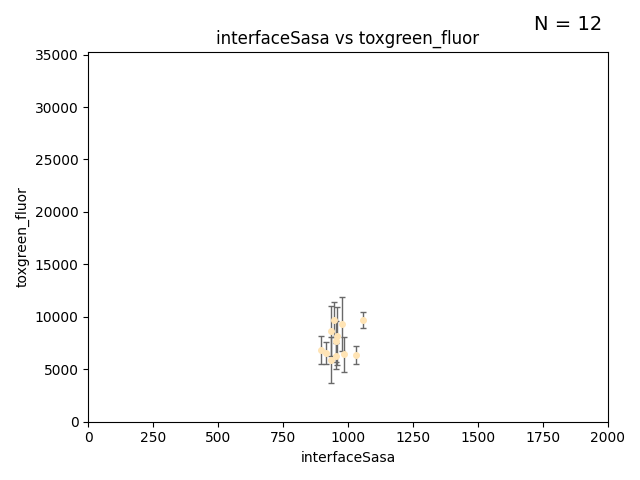 N = 12
interfaceSasa vs toxgreen_fluor
35000
30000
25000
20000
15000
10000
5000
0
toxgreen_fluor
0 250 500 750 1000 1250 1500 1750 2000
interfaceSasa